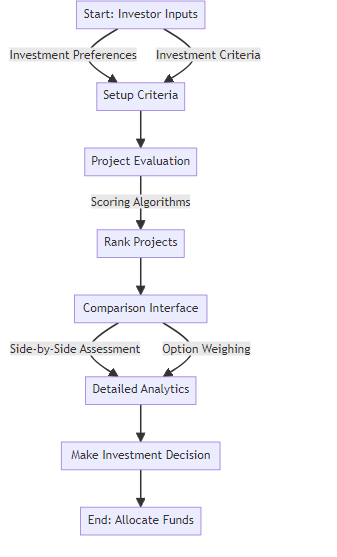 Start: Investor Inputs
Investment Preferences
Investment Criteria
Setup Criteria
Project Evaluation
Scoring Algorithms
Rank Projects
Comparison Interface
Side-by-Side Assessment
Option Weighing
Detailed Analytics
Make Investment Decision
End: Allocate Funds